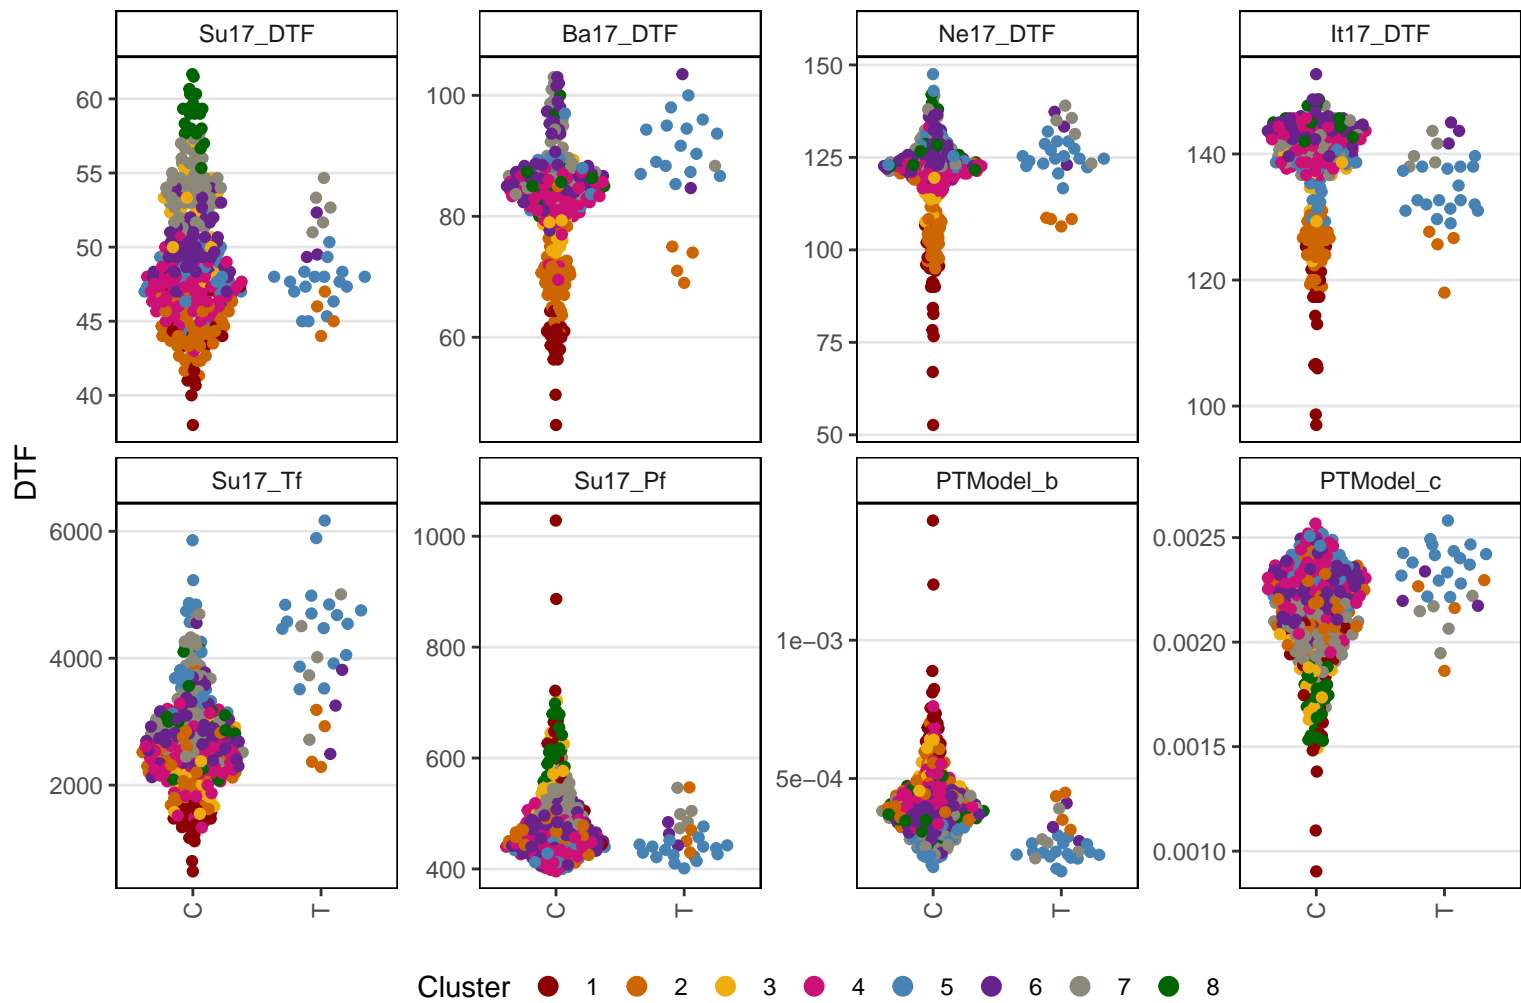 Su17_DTF Ba17_DTF Ne17_DTF It17_DTF
60 55 50 45 40
100 80 60
150 125 100 75 50
140 120 100
DTF
Su17_Tf Su17_Pf PTModel_b PTModel_c
6000 4000 2000
1000 800 600 400
1e−03 5e−04
0.0025 0.0020 0.0015 0.0010
C T C T C T C T
Cluster 1 2 3 4 5 6 7 8